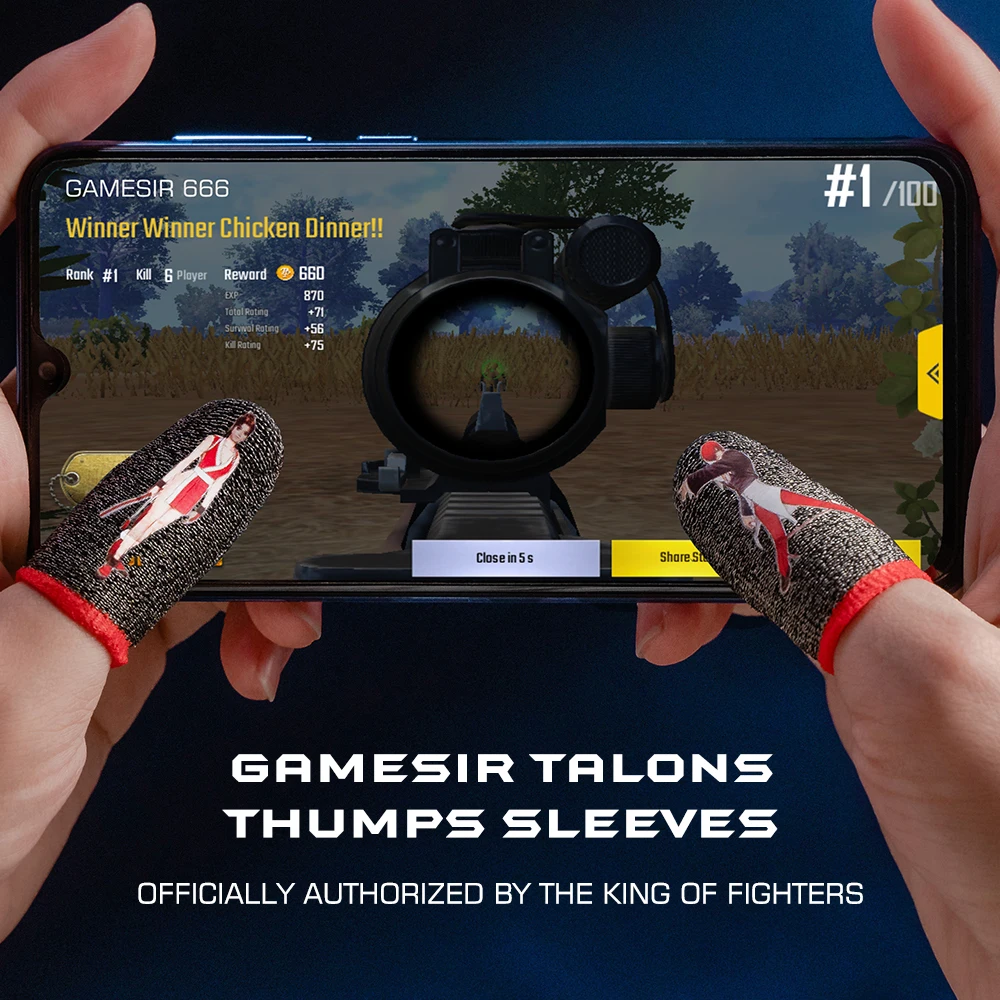 GAMESIR 666
#1 /100
Winner Winner Chicken Dinner!!
Rank #1 Kill 6 Player Reward 660
EXP 870
Total Rating +71
Survival Rating +56
Kill Rating +75
Close in 5 s
Share
GAMESIR TALONS
THUMPS SLEEVES
OFFICIALLY AUTHORIZED BY THE KING OF FIGHTERS